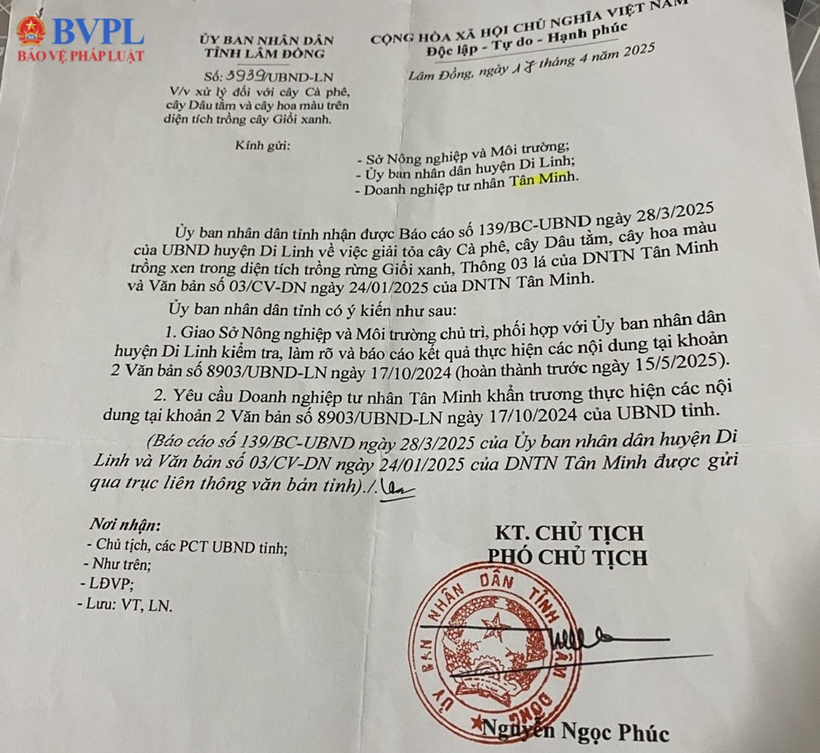 BVPL
BẢO VỆ PHÁP LUẬT
ỦY BAN NHÂN DÂN
TỈNH LÂM ĐỒNG
CỘNG HÒA XÃ HỘI CHỦ NGHĨA VIỆT NAM
Độc lập - Tự do - Hạnh phúc
Số: 3939/UBND-LN
Lâm Đồng, ngày tháng 4 năm 2025
V/v xử lý đối với cây Cà phê,
cây Dâu tằm và cây hoa màu trên
diện tích trồng cây Giổi xanh.
Kính gửi:
- Sở Nông nghiệp và Môi trường;
- Ủy ban nhân dân huyện Di Linh;
- Doanh nghiệp tư nhân Tân Minh.
Ủy ban nhân dân tỉnh nhận được Báo cáo số 139/BC-UBND ngày 28/3/2025
của UBND huyện Di Linh về việc giải tỏa cây Cà phê, cây Dâu tằm, cây hoa màu
trồng xen trong diện tích trồng rừng Giổi xanh, Thông 03 lá của DNTN Tân Minh
và Văn bản số 03/CV-DN ngày 24/01/2025 của DNTN Tân Minh.
Ủy ban nhân dân tỉnh có ý kiến như sau:
1. Giao Sở Nông nghiệp và Môi trường chủ trì, phối hợp với Ủy ban nhân dân
huyện Di Linh kiểm tra, làm rõ và báo cáo kết quả thực hiện các nội dung tại khoản
2 Văn bản số 8903/UBND-LN ngày 17/10/2024 (hoàn thành trước ngày 15/5/2025).
2. Yêu cầu Doanh nghiệp tư nhân Tân Minh khẩn trương thực hiện các nội
dung tại khoản 2 Văn bản số 8903/UBND-LN ngày 17/10/2024 của UBND tỉnh.
(Báo cáo số 139/BC-UBND ngày 28/3/2025 của Ủy ban nhân dân huyện Di
Linh và Văn bản số 03/CV-DN ngày 24/01/2025 của DNTN Tân Minh được gửi
qua trục liên thông văn bản tỉnh)./.
Nơi nhận:
- Chủ tịch, các PCT UBND tỉnh;
- Như trên;
- LĐVP;
- Lưu: VT, LN.
KT. CHỦ TỊCH
PHÓ CHỦ TỊCH
ỦY BAN NHÂN DÂN TỈNH LÂM ĐỒNG
Nguyễn Ngọc Phúc